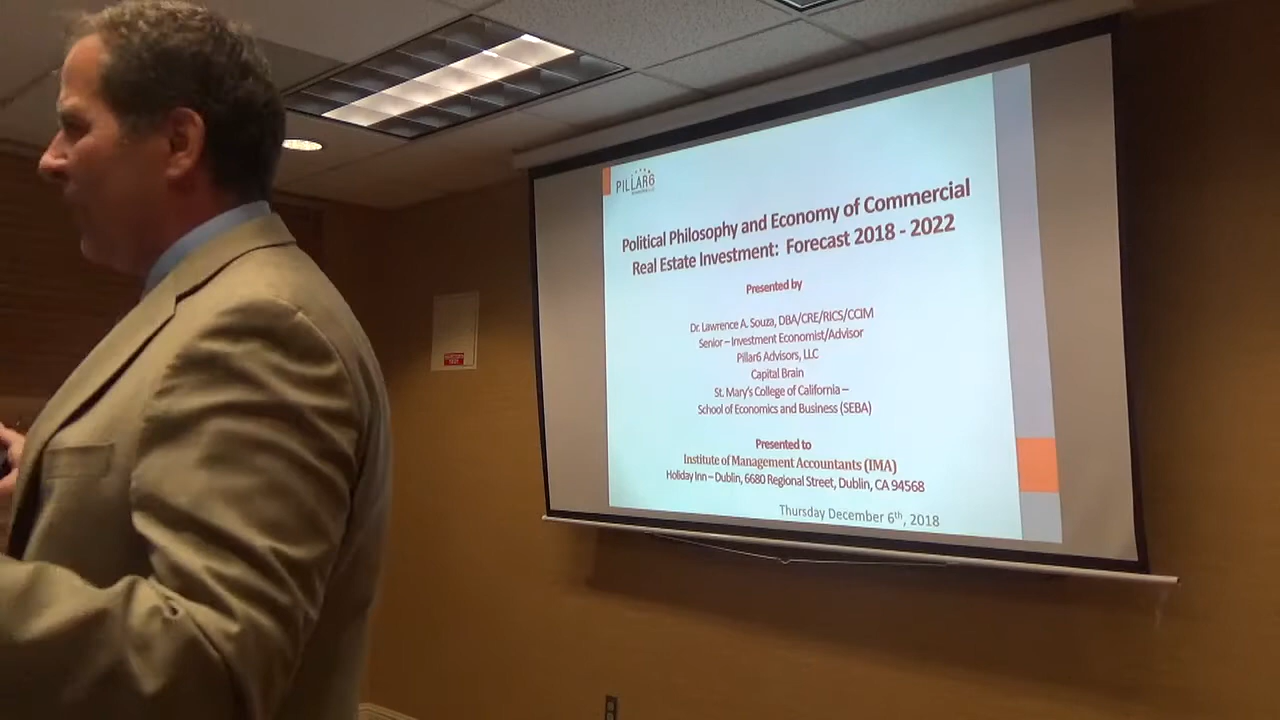 PILLAR6
Political Philosophy and Economy of Commercial
Real Estate Investment: Forecast 2018 - 2022
Presented by
Dr. Lawrence A. Souza, DBA/CRE/RICS/CCIM
Senior – Investment Economist/Advisor
Pillar6 Advisors, LLC
Capital Brain
St. Mary's College of California –
School of Economics and Business (SEBA)
Presented to
Institute of Management Accountants (IMA)
Holiday Inn – Dublin, 6680 Regional Street, Dublin, CA 94568
Thursday December 6th, 2018